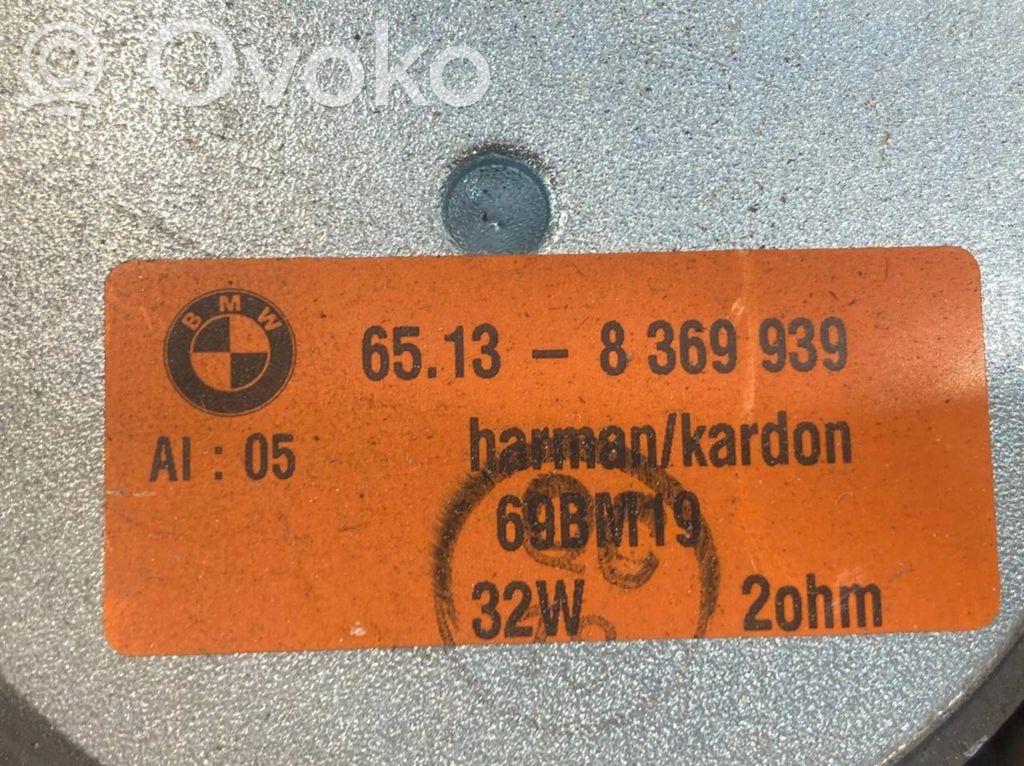 Ovoko
BMW
65.13 - 8 369 939
AI : 05
harman/kardon
69BM19
32W 2ohm